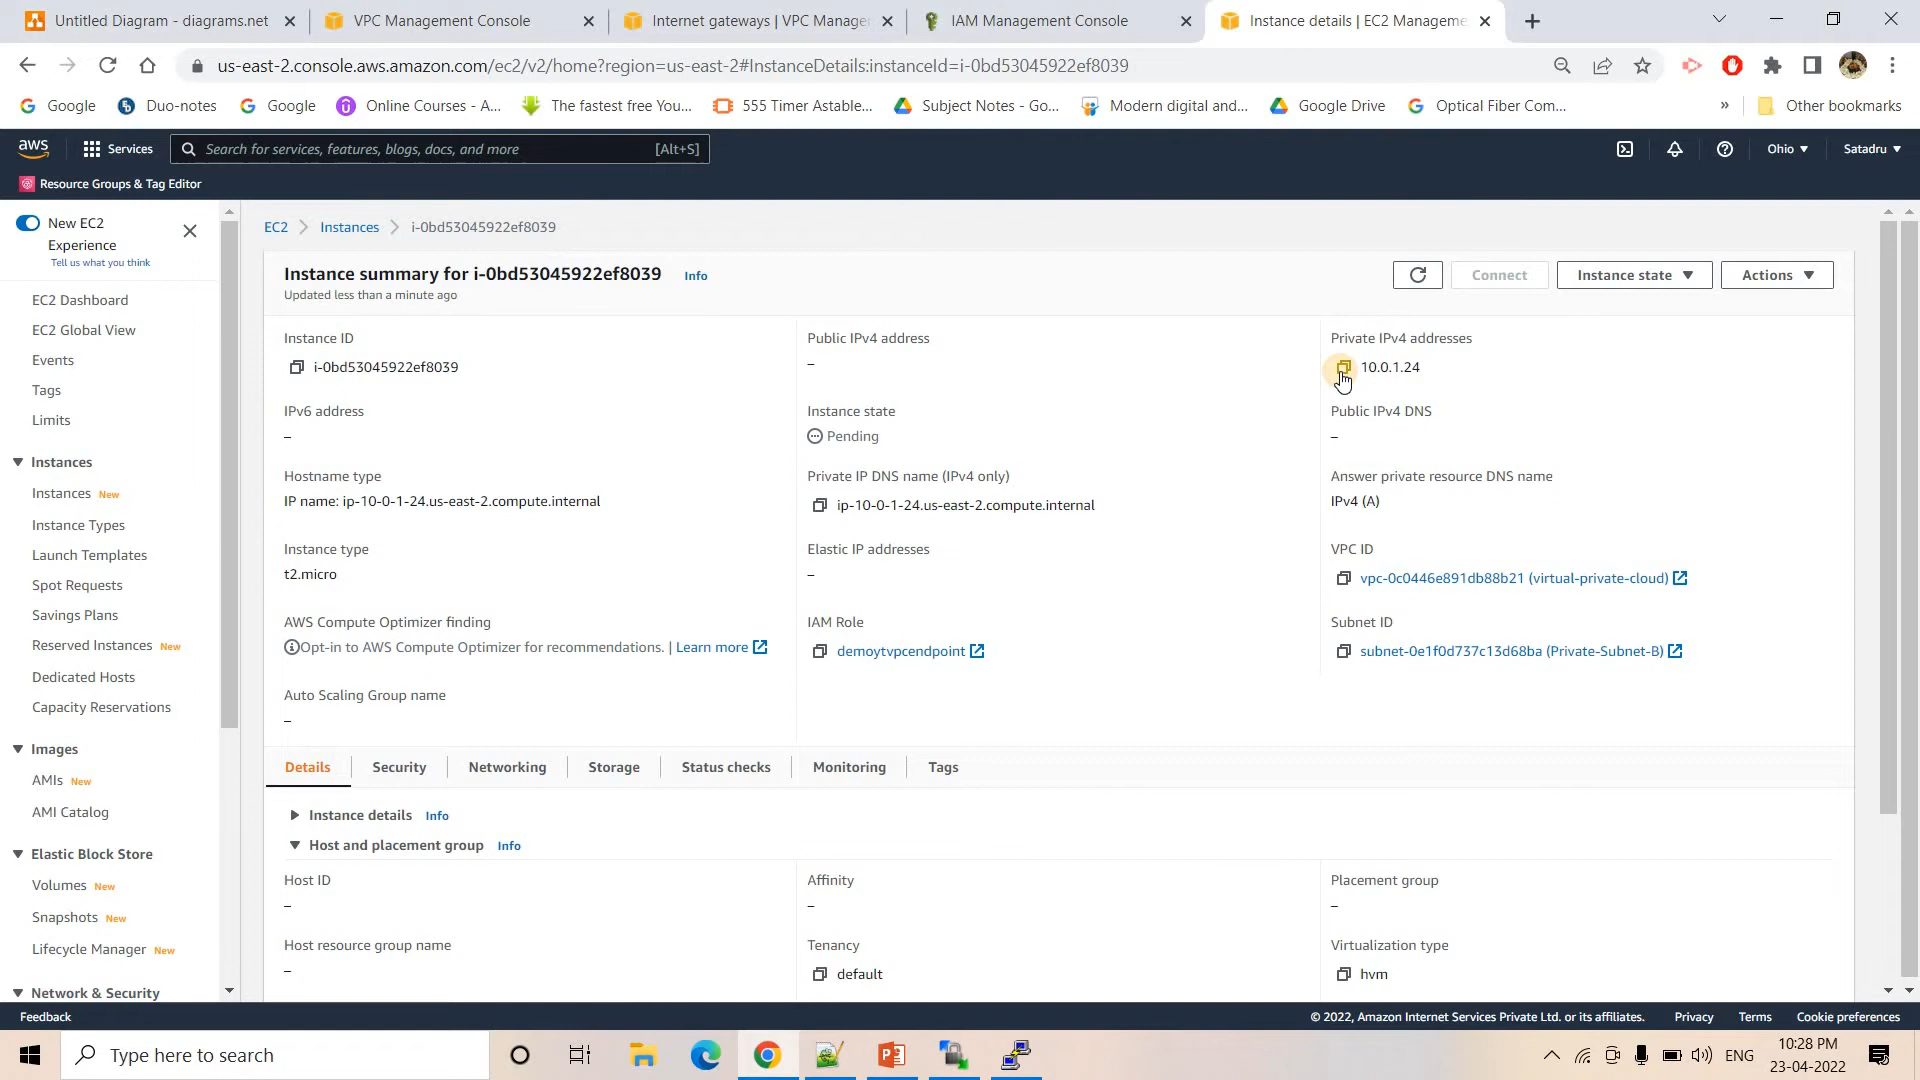 Untitled Diagram - diagrams.net
VPC Management Console
Internet gateways | VPC Manage
IAM Management Console
Instance details | EC2 Manageme
us-east-2.console.aws.amazon.com/ec2/v2/home?region=us-east-2#InstanceDetails:instanceId=i-0bd53045922ef8039
Google
Duo-notes
Google
Online Courses - A...
The fastest free You...
555 Timer Astable...
Subject Notes - Go...
Modern digital and...
Google Drive
Optical Fiber Com...
»
Other bookmarks
aws
Services
Search for services, features, blogs, docs, and more
[Alt+S]
Ohio
Satadru
Resource Groups & Tag Editor
New EC2
Experience
Tell us what you think
EC2 Dashboard
EC2 Global View
Events
Tags
Limits
Instances
Instances New
Instance Types
Launch Templates
Spot Requests
Savings Plans
Reserved Instances New
Dedicated Hosts
Capacity Reservations
Images
AMIs New
AMI Catalog
Elastic Block Store
Volumes New
Snapshots New
Lifecycle Manager New
Network & Security
EC2
Instances
i-0bd53045922ef8039
Instance summary for i-0bd53045922ef8039 Info
Updated less than a minute ago
Connect
Instance state
Actions
Instance ID
i-0bd53045922ef8039
Public IPv4 address
–
Private IPv4 addresses
10.0.1.24
IPv6 address
–
Instance state
Pending
Public IPv4 DNS
–
Hostname type
IP name: ip-10-0-1-24.us-east-2.compute.internal
Private IP DNS name (IPv4 only)
ip-10-0-1-24.us-east-2.compute.internal
Answer private resource DNS name
IPv4 (A)
Instance type
t2.micro
Elastic IP addresses
–
VPC ID
vpc-0c0446e891db88b21 (virtual-private-cloud)
AWS Compute Optimizer finding
Opt-in to AWS Compute Optimizer for recommendations. | Learn more
IAM Role
demoytvpcendpoint
Subnet ID
subnet-0e1f0d737c13d68ba (Private-Subnet-B)
Auto Scaling Group name
–
Details
Security
Networking
Storage
Status checks
Monitoring
Tags
Instance details Info
Host and placement group Info
Host ID
–
Affinity
–
Placement group
–
Host resource group name
–
Tenancy
default
Virtualization type
hvm
Feedback
© 2022, Amazon Internet Services Private Ltd. or its affiliates.
Privacy
Terms
Cookie preferences
Type here to search
ENG
10:28 PM
23-04-2022